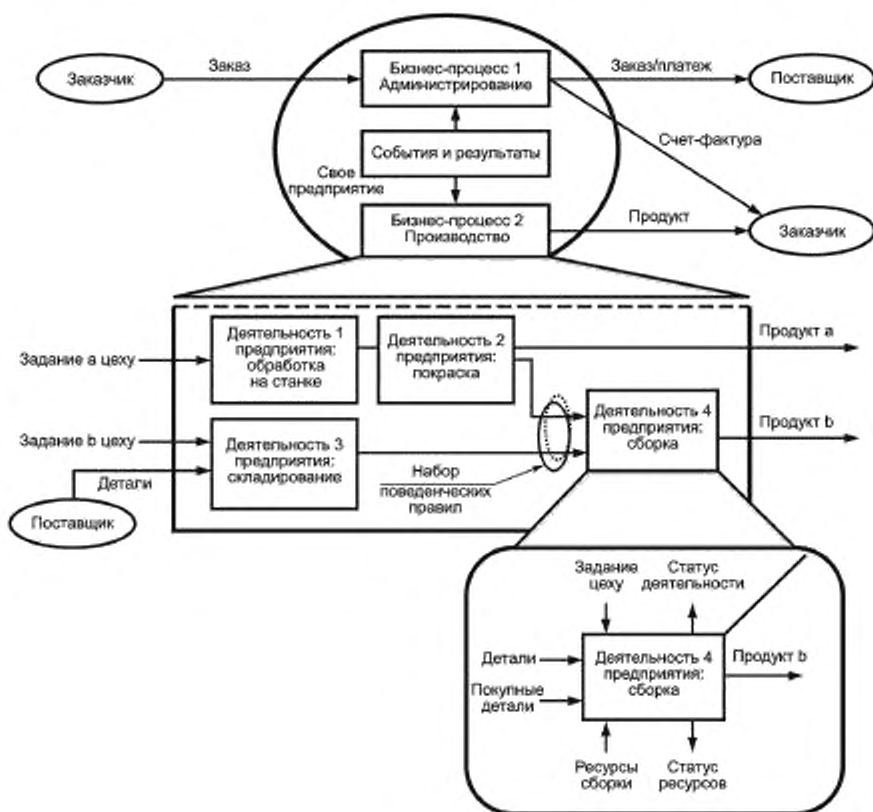 Заказчик
Заказ
Бизнес-процесс 1
Администрирование
Заказ/платеж
Поставщик
События и результаты
Счет-фактура
Свое
предприятие
Бизнес-процесс 2
Производство
Продукт
Заказчик
Задание а цеху
Деятельность 1
предприятия:
обработка
на станке
Деятельность 2
предприятия:
покраска
Продукт а
Задание b цеху
Детали
Поставщик
Деятельность 3
предприятия:
складирование
Набор
поведенческих
правил
Деятельность 4
предприятия:
сборка
Продукт b
Задание
цеху
Статус
деятельности
Детали
Покупные
детали
Деятельность 4
предприятия:
сборка
Продукт b
Ресурсы
сборки
Статус
ресурсов